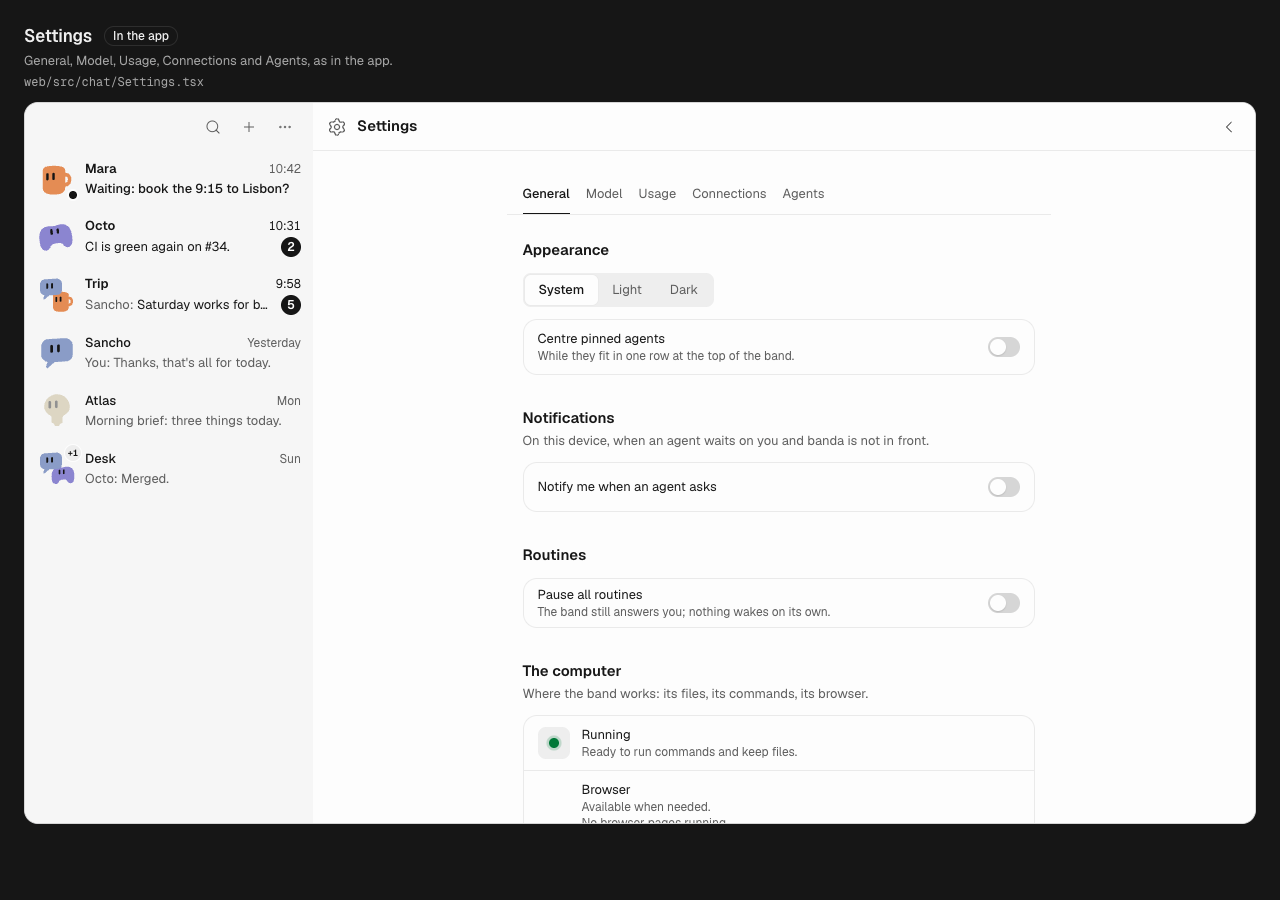 Settings In the app
General, Model, Usage, Connections and Agents, as in the app.
web/src/chat/Settings.tsx
Mara 10:42
Waiting: book the 9:15 to Lisbon?
Octo 10:31
CI is green again on #34. 2
Trip 9:58
Sancho: Saturday works for b… 5
Sancho Yesterday
You: Thanks, that's all for today.
Atlas Mon
Morning brief: three things today.
+1
Desk Sun
Octo: Merged.
Settings
General Model Usage Connections Agents
Appearance
System Light Dark
Centre pinned agents
While they fit in one row at the top of the band.
Notifications
On this device, when an agent waits on you and banda is not in front.
Notify me when an agent asks
Routines
Pause all routines
The band still answers you; nothing wakes on its own.
The computer
Where the band works: its files, its commands, its browser.
Running
Ready to run commands and keep files.
Browser
Available when needed.
No browser pages running